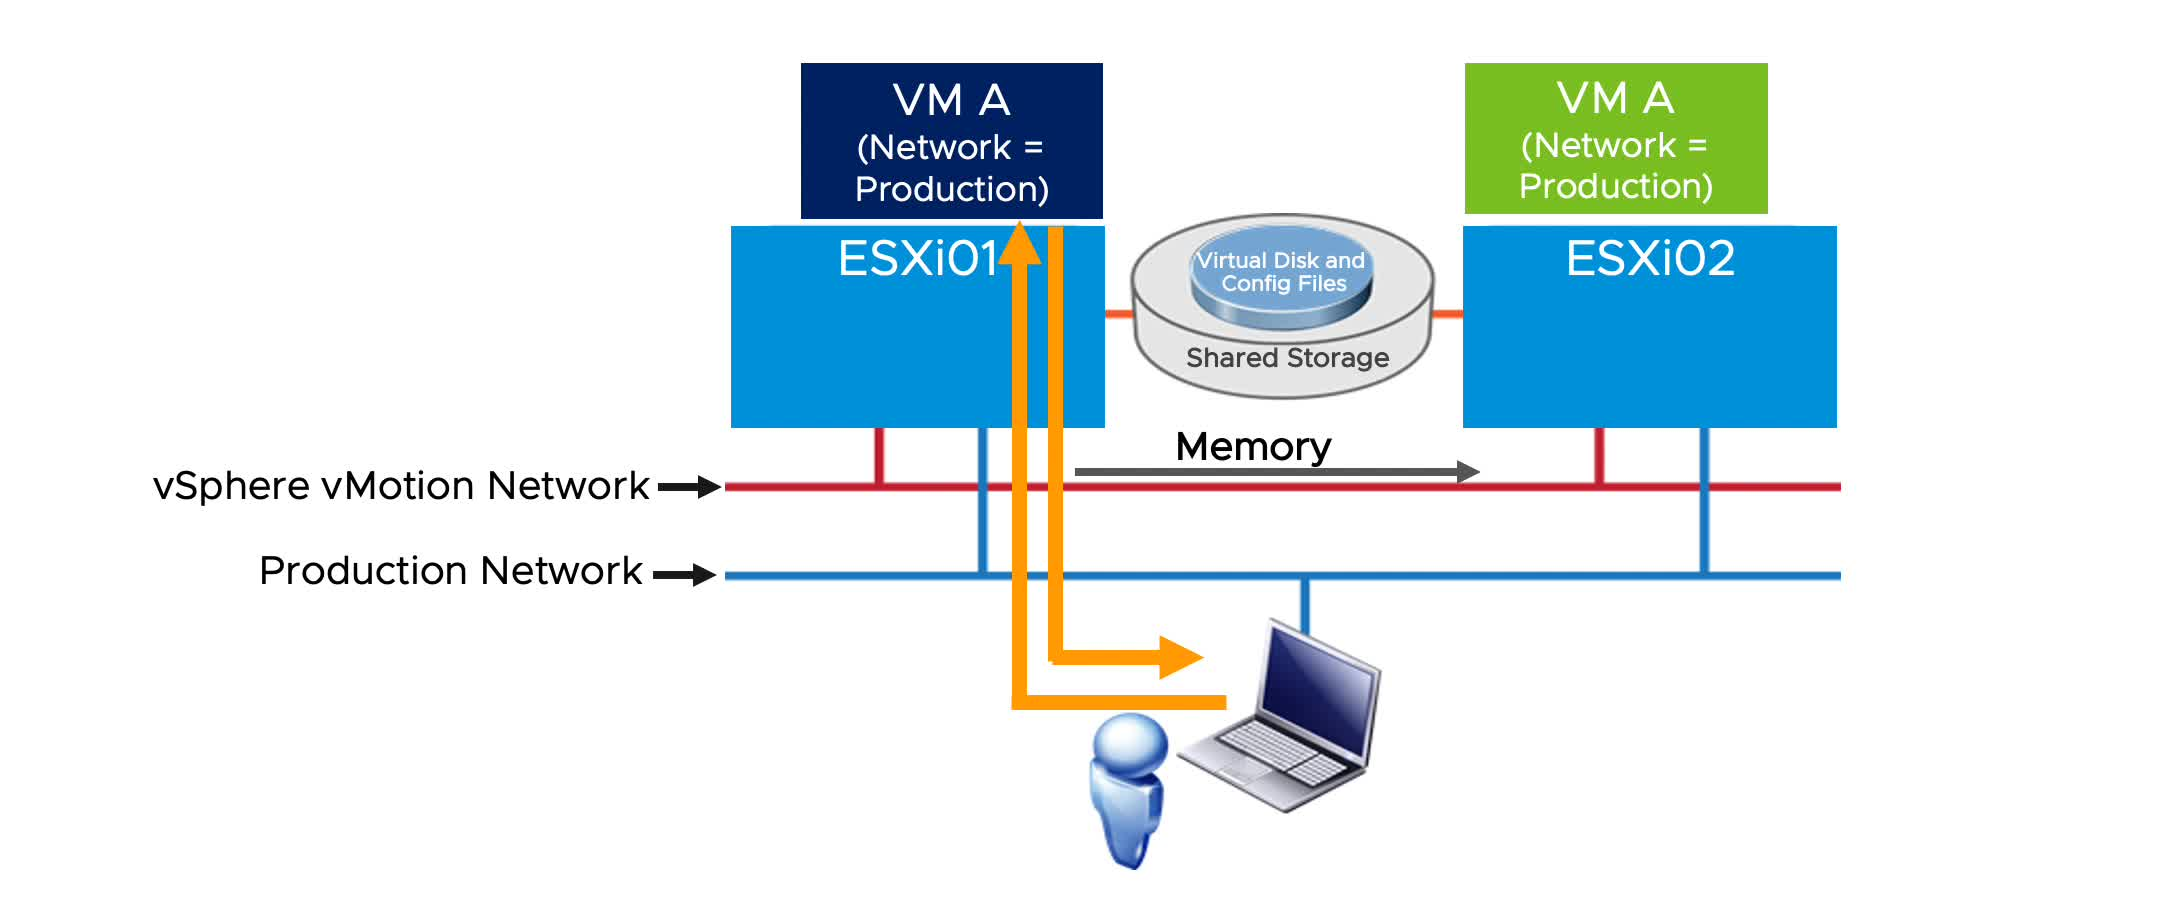 VM A
(Network =
Production)
VM A
(Network =
Production)
ESXi01
Virtual Disk and
Config Files
Shared Storage
ESXi02
Memory
vSphere vMotion Network
Production Network